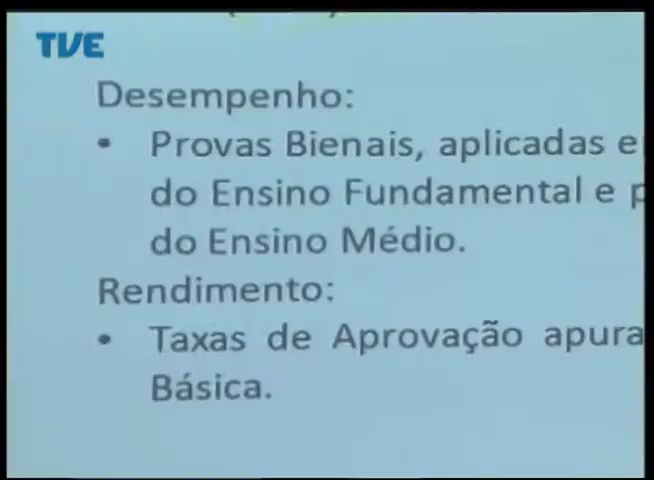 TVE
Desempenho:
• Provas Bienais, aplicadas e
do Ensino Fundamental e p
do Ensino Médio.
Rendimento:
• Taxas de Aprovação apura
Básica.